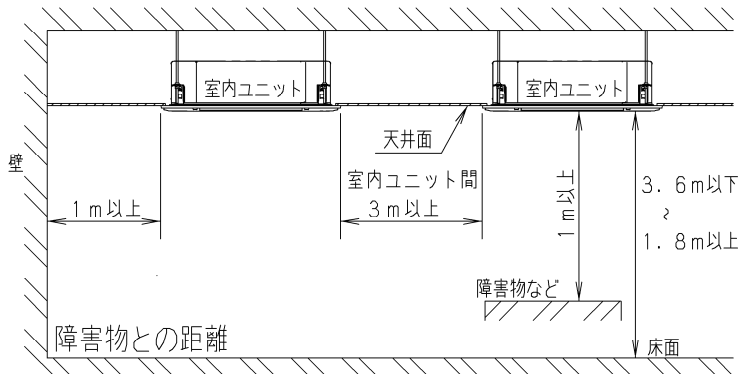 室内ユニット
室内ユニット
天井面
壁
室内ユニット間
1m以上
3m以上
1m以上
3.6m以下
～
1.8m以上
障害物など
障害物との距離
床面